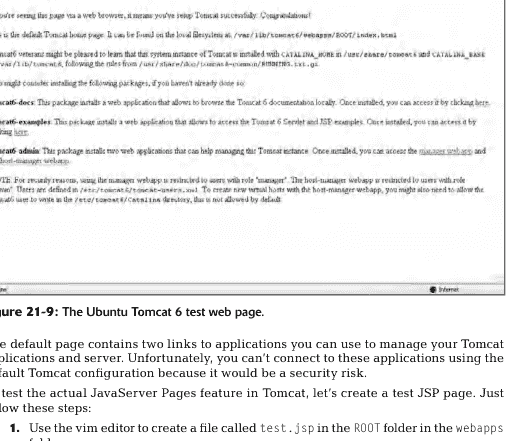 ou're seeing this page via a web browser, it means you've setup Tomcat successfully. Congratulations!
s is the default Tomcat home page. It can be found on the local filesystem at: /var/lib/tomcat6/webapps/ROOT/index.html
cat6 veterans might be pleased to learn that this system instance of Tomcat is installed with CATALINA_HOME in /usr/share/tomcat6 and CATALINA_BASE
var/lib/tomcat6, following the rules from /usr/share/doc/tomcat6-common/RUNNING.txt.gz.
might consider installing the following packages, if you haven't already done so:
cat6-docs: This package installs a web application that allows to browse the Tomcat 6 documentation locally. Once installed, you can access it by clicking here.
cat6-examples: This package installs a web application that allows to access the Tomcat 6 Servlet and JSP examples. Once installed, you can access it by
king here.
cat6-admin: This package installs two web applications that can help managing this Tomcat instance. Once installed, you can access the manager webapp and
host-manager webapp.
TE: For security reasons, using the manager webapp is restricted to users with role "manager". The host-manager webapp is restricted to users with role
min". Users are defined in /etc/tomcat6/tomcat-users.xml. To create new virtual hosts with the host-manager webapp, you might also need to allow the
cat6 user to write in the /etc/tomcat6/Catalina directory, this is not allowed by default.
Internet
gure 21-9: The Ubuntu Tomcat 6 test web page.
e default page contains two links to applications you can use to manage your Tomcat
plications and server. Unfortunately, you can't connect to these applications using the
fault Tomcat configuration because it would be a security risk.
test the actual JavaServer Pages feature in Tomcat, let's create a test JSP page. Just
low these steps:
1. Use the vim editor to create a file called test.jsp in the ROOT folder in the webapps